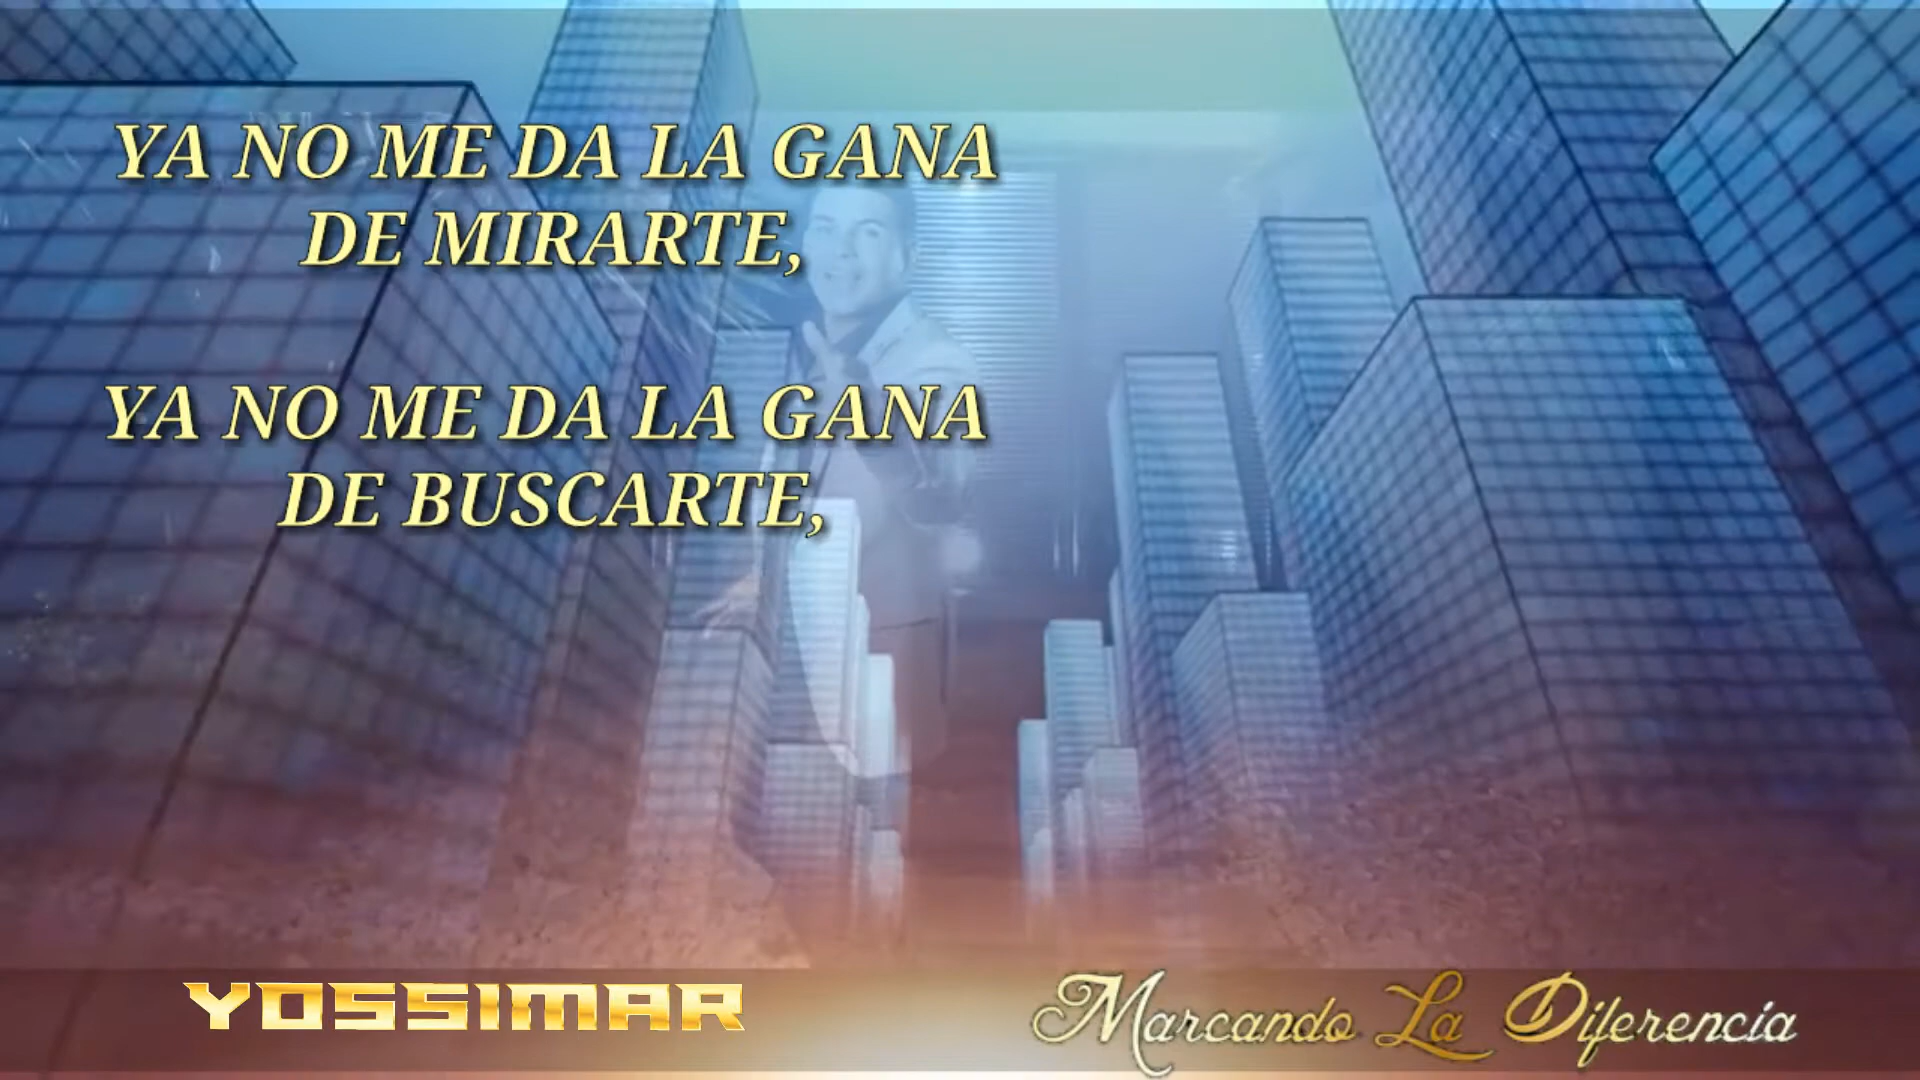 YA NO ME DA LA GANA
DE MIRARTE,
YA NO ME DA LA GANA
DE BUSCARTE,
YOSSIMAR
Marcando La Diferencia